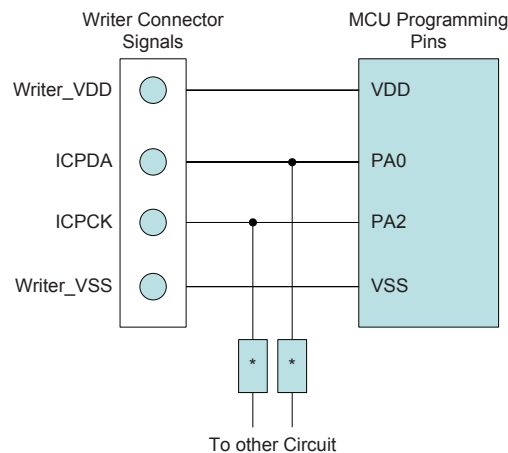 Writer Connector
Signals
MCU Programming
Pins
Writer_VDD
VDD
ICPDA
PA0
ICPCK
PA2
Writer_VSS
VSS
*
*
To other Circuit